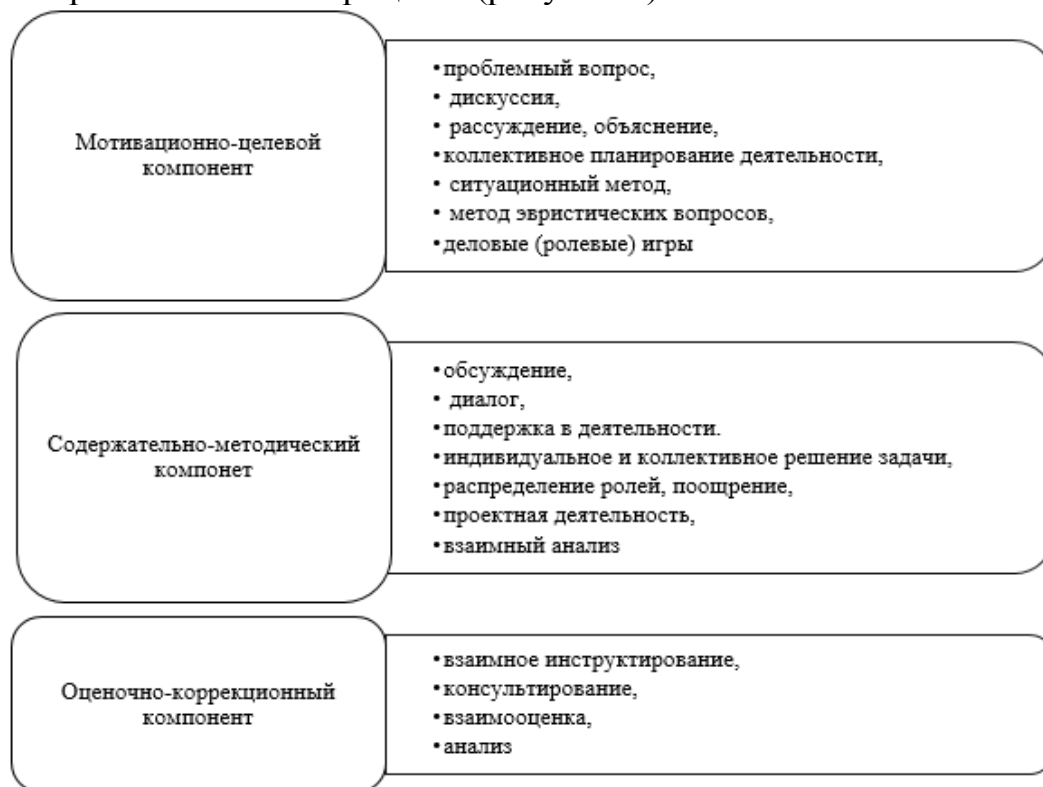 Мотивационно-целевой
компонент
•проблемный вопрос,
• дискуссия,
• рассуждение, объяснение,
•коллективное планирование деятельности,
• ситуационный метод,
• метод эвристических вопросов,
•деловые (ролевые) игры
Содержательно-методический
компонет
•обсуждение,
• диалог,
•поддержка в деятельности.
•индивидуальное и коллективное решение задачи,
•распределение ролей, поощрение,
•проектная деятельность,
•взаимный анализ
Оценочно-коррекционный
компонент
•взаимное инструктирование,
•консультирование,
•взаимооценка,
•анализ